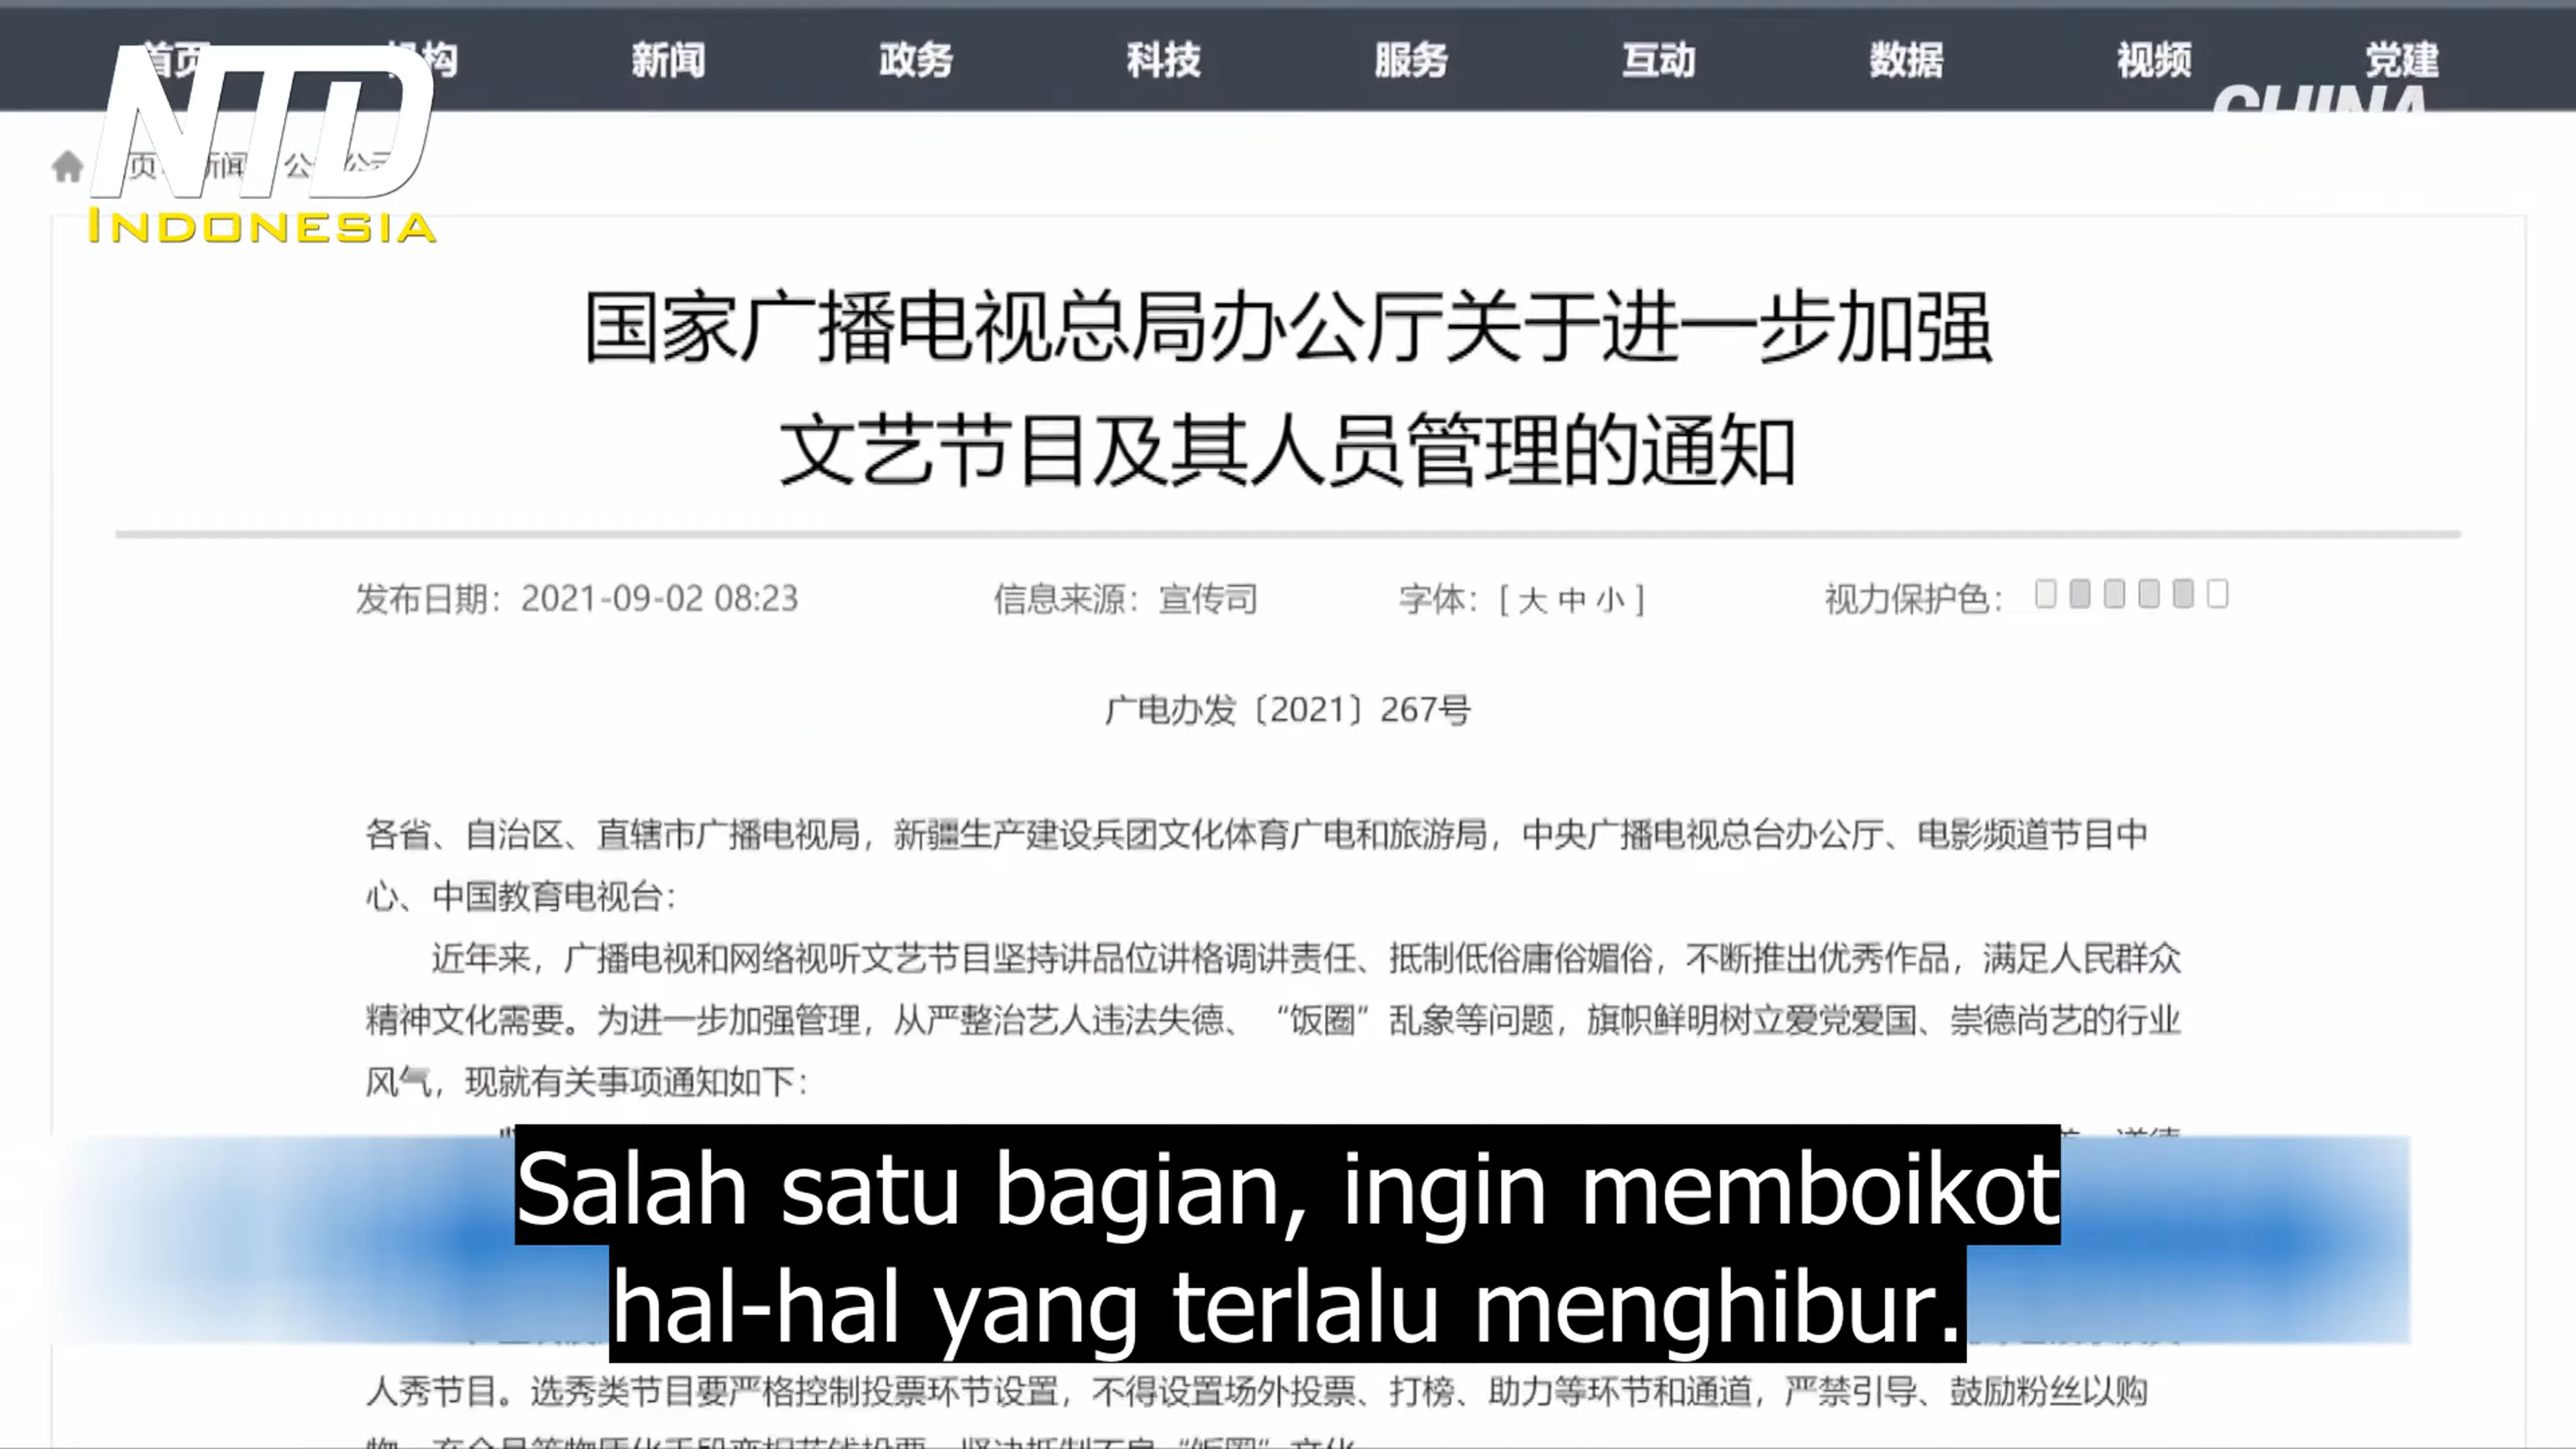 首页 机构 新闻 政务 科技 服务 互动 数据 视频 党建
NTD
INDONESIA
CHINA
国家广播电视总局办公厅关于进一步加强
文艺节目及其人员管理的通知
发布日期：2021-09-02 08:23 信息来源：宣传司 字体：[ 大 中 小 ] 视力保护色：
广电办发〔2021〕267号
各省、自治区、直辖市广播电视局，新疆生产建设兵团文化体育广电和旅游局，中央广播电视总台办公厅、电影频道节目中
心、中国教育电视台：
近年来，广播电视和网络视听文艺节目坚持讲品位讲格调讲责任、抵制低俗庸俗媚俗，不断推出优秀作品，满足人民群众
精神文化需要。为进一步加强管理，从严整治艺人违法失德、“饭圈”乱象等问题，旗帜鲜明树立爱党爱国、崇德尚艺的行业
风气，现就有关事项通知如下：
Salah satu bagian, ingin memboikot
hal-hal yang terlalu menghibur.
人秀节目。选秀类节目要严格控制投票环节设置，不得设置场外投票、打榜、助力等环节和通道，严禁引导、鼓励粉丝以购